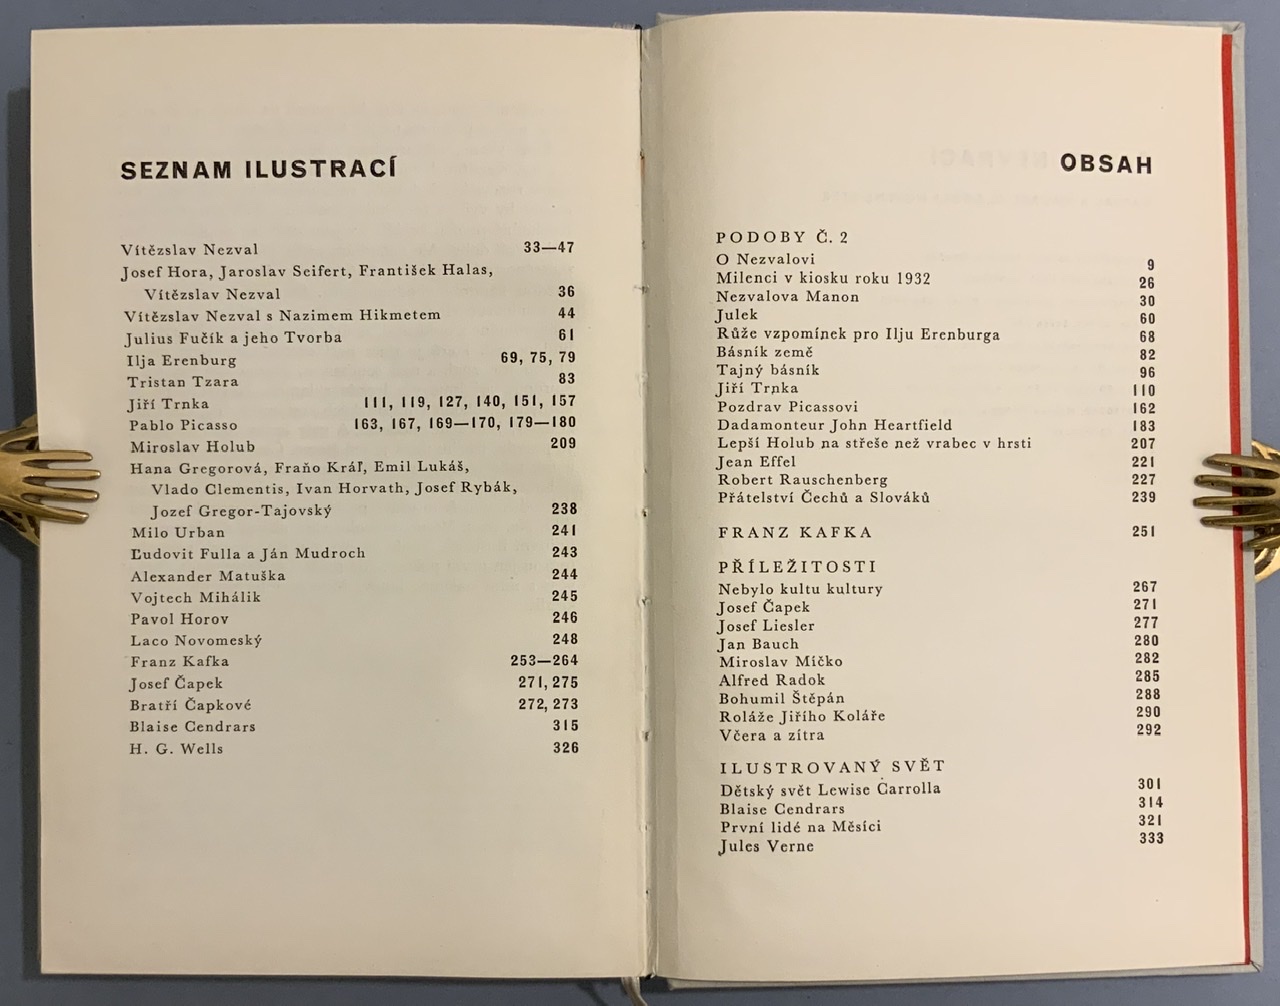 SEZNAM ILUSTRACÍ
Vítězslav Nezval 33—47
Josef Hora, Jaroslav Seifert, František Halas,
Vítězslav Nezval 36
Vítězslav Nezval s Nazimem Hikmetem 44
Julius Fučík a jeho Tvorba 61
Ilja Erenburg 69, 75, 79
Tristan Tzara 83
Jiří Trnka 111, 119, 127, 140, 151, 157
Pablo Picasso 163, 167, 169—170, 179—180
Miroslav Holub 209
Hana Gregorová, Fraňo Kráľ, Emil Lukáš,
Vlado Clementis, Ivan Horvath, Josef Rybák,
Jozef Gregor-Tajovský 238
Milo Urban 241
Ľudovit Fulla a Ján Mudroch 243
Alexander Matuška 244
Vojtech Mihálik 245
Pavol Horov 246
Laco Novomeský 248
Franz Kafka 253—264
Josef Čapek 271, 275
Bratří Čapkové 272, 273
Blaise Cendrars 315
H. G. Wells 326
OBSAH
PODOBY Č. 2
O Nezvalovi 9
Milenci v kiosku roku 1932 26
Nezvalova Manon 30
Julek 60
Růže vzpomínek pro Ilju Erenburga 68
Básník země 82
Tajný básník 96
Jiří Trnka 110
Pozdrav Picassovi 162
Dadamonteur John Heartfield 183
Lepší Holub na střeše než vrabec v hrsti 207
Jean Effel 221
Robert Rauschenberg 227
Přátelství Čechů a Slováků 239
FRANZ KAFKA 251
PŘÍLEŽITOSTI
Nebylo kultu kultury 267
Josef Čapek 271
Josef Liesler 277
Jan Bauch 280
Miroslav Míčko 282
Alfred Radok 285
Bohumil Štěpán 288
Roláže Jiřího Koláře 290
Včera a zítra 292
ILUSTROVANÝ SVĚT
Dětský svět Lewise Carrolla 301
Blaise Cendrars 314
První lidé na Měsíci 321
Jules Verne 333